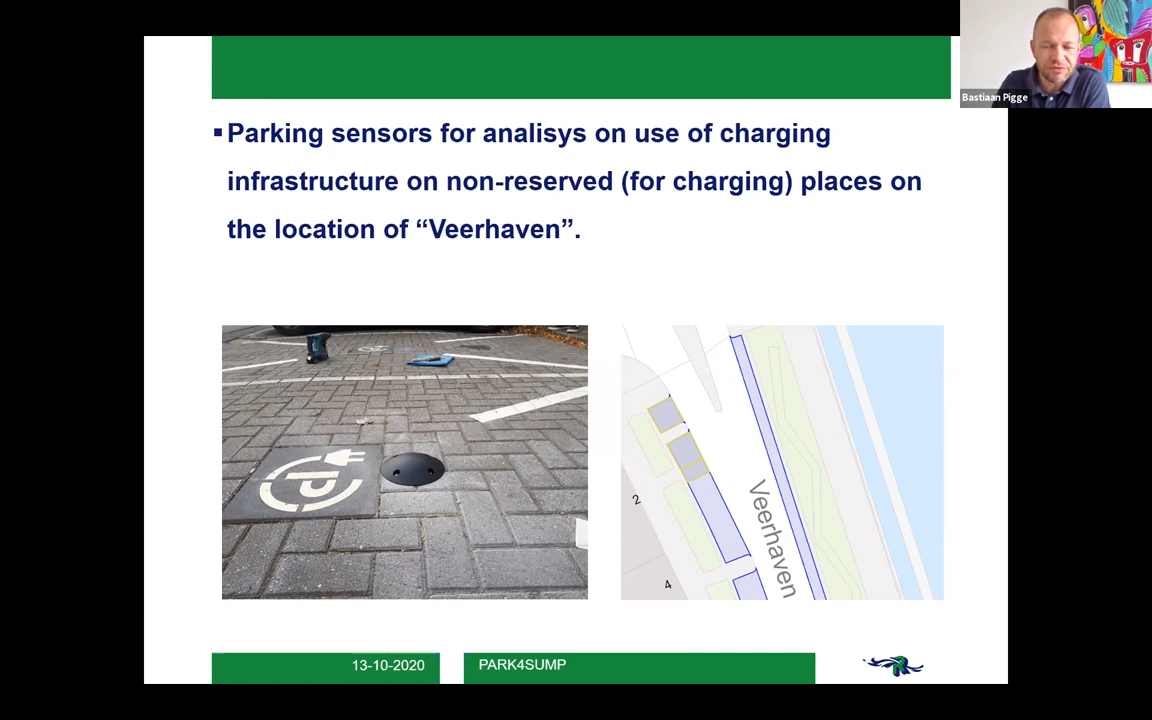 Bastiaan Pigge
▪Parking sensors for analisys on use of charging
infrastructure on non-reserved (for charging) places on
the location of “Veerhaven”.
P
2
4
Veerhaven
13-10-2020
PARK4SUMP